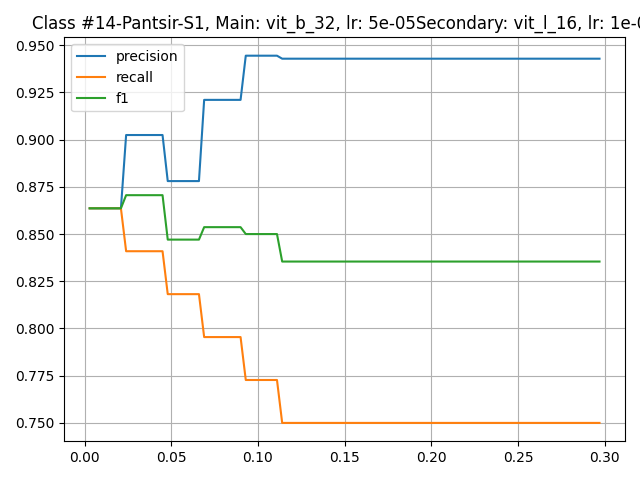 Class #14-Pantsir-S1, Main: vit_b_32, lr: 5e-05Secondary: vit_l_16, lr: 1e-0
precision
recall
f1
0.950
0.925
0.900
0.875
0.850
0.825
0.800
0.775
0.750
0.00 0.05 0.10 0.15 0.20 0.25 0.30